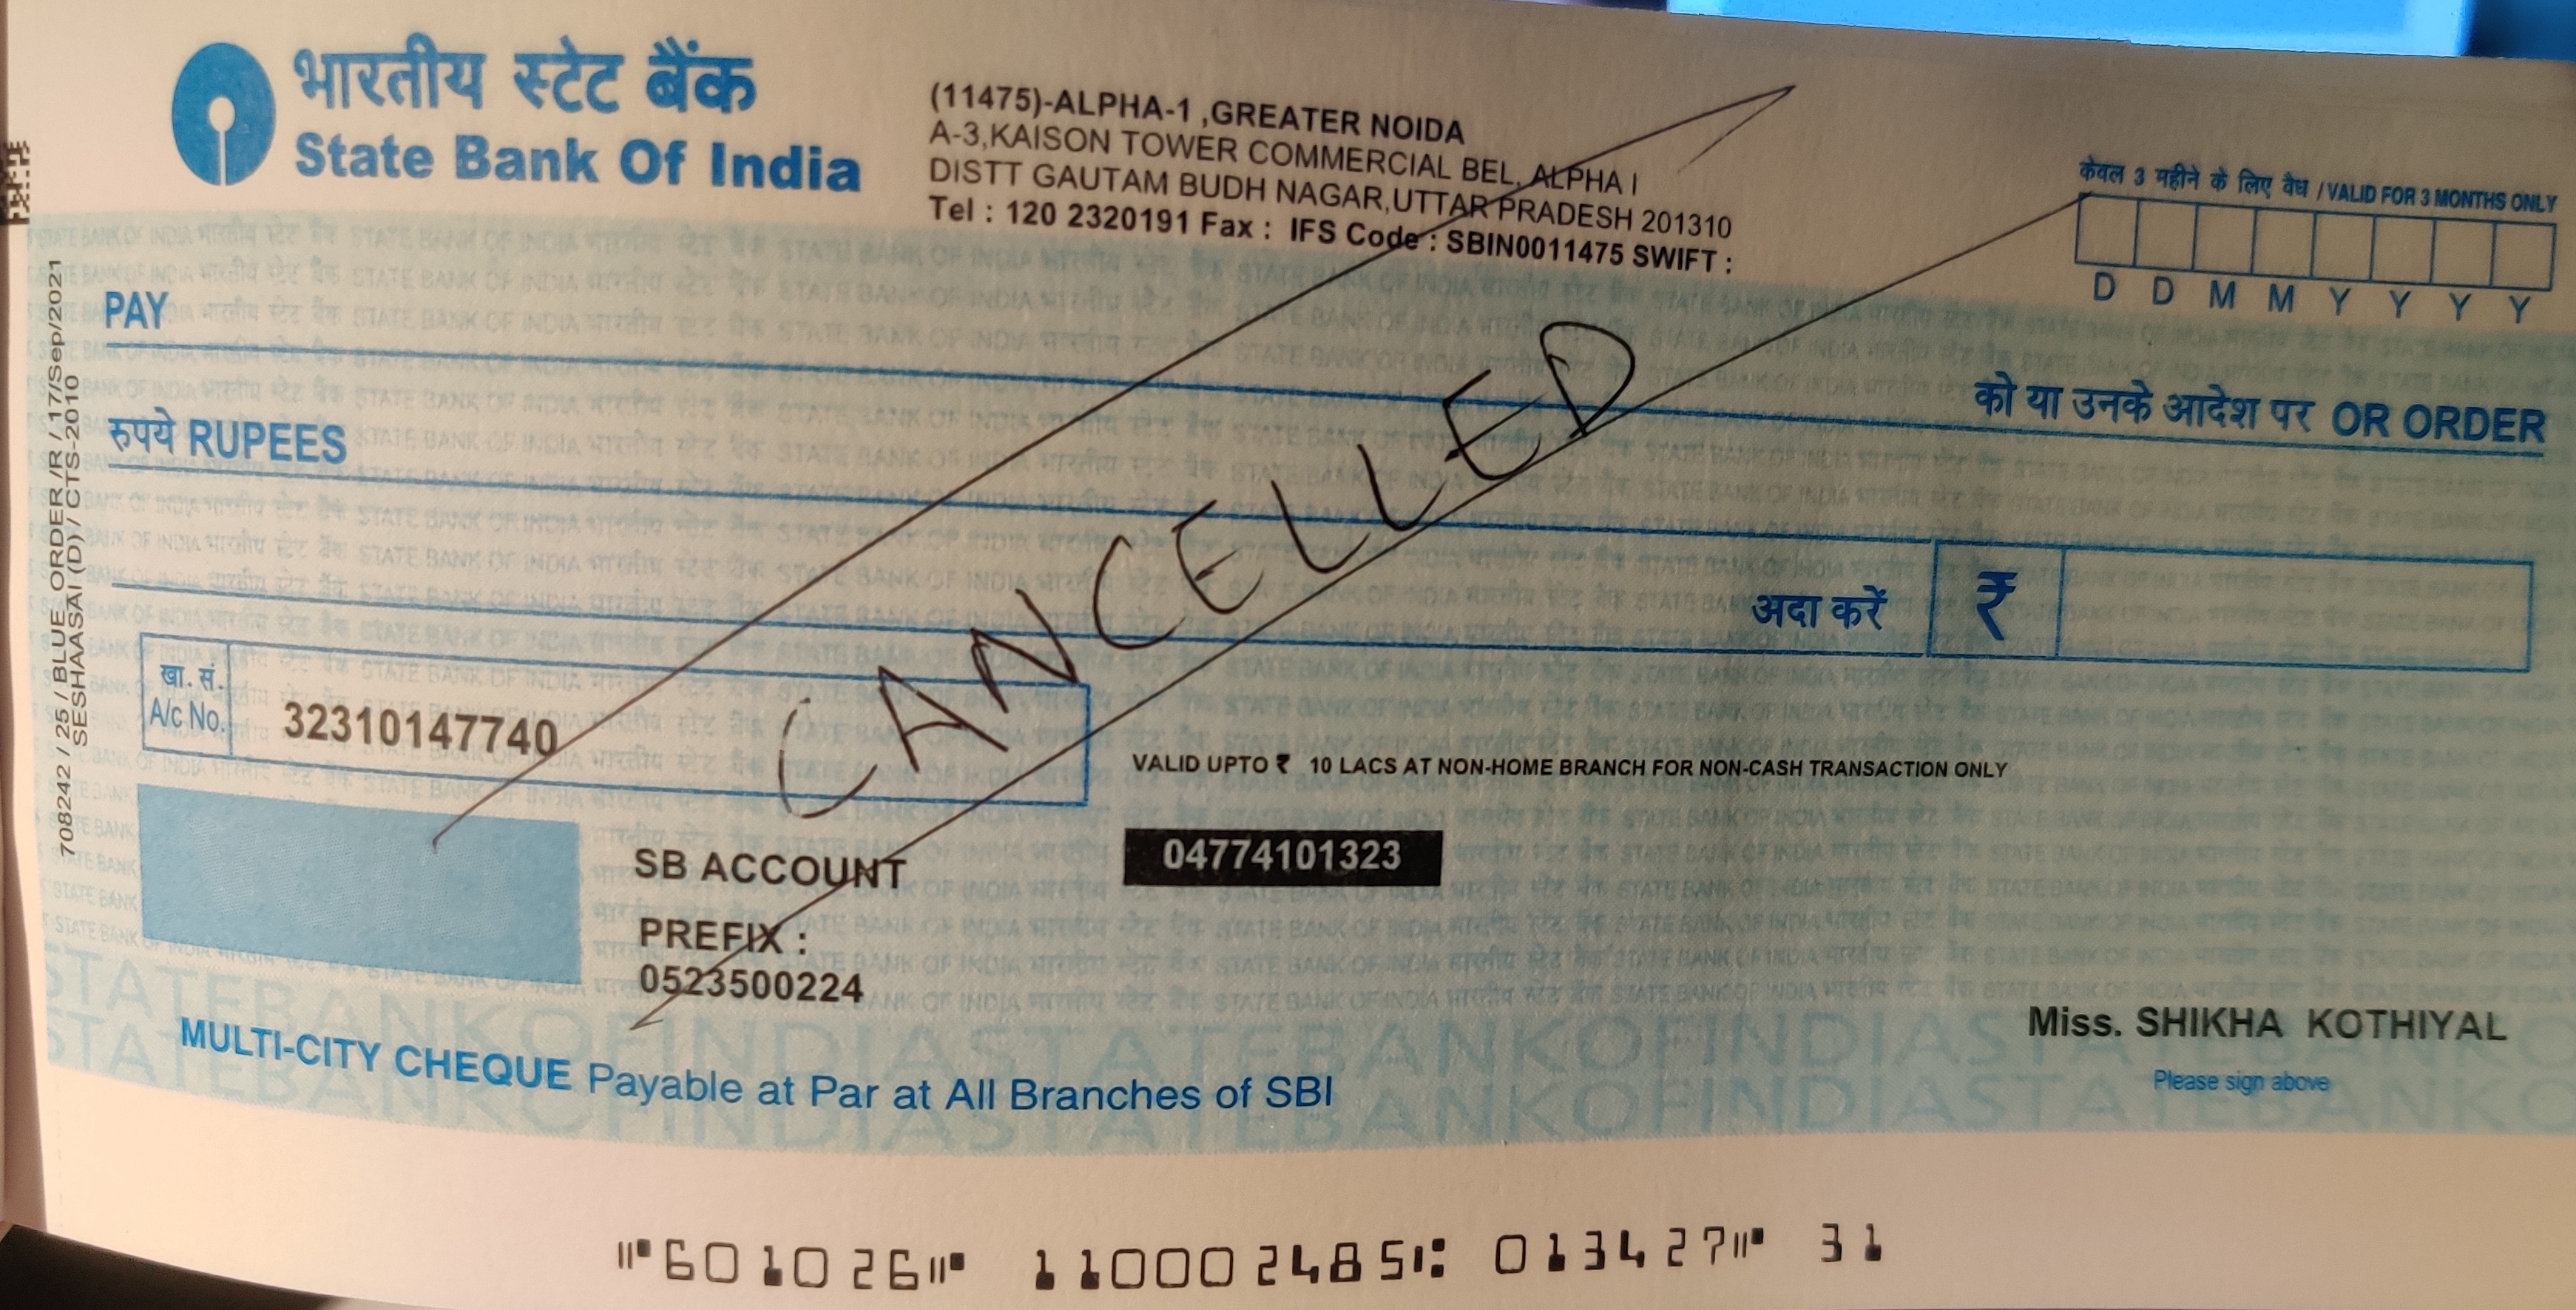 भारतीय स्टेट बैंक
State Bank Of India
(11475)-ALPHA-1 ,GREATER NOIDA
A-3,KAISON TOWER COMMERCIAL BEL, ALPHA I
DISTT GAUTAM BUDH NAGAR,UTTAR PRADESH 201310
Tel : 120 2320191 Fax : IFS Code : SBIN0011475 SWIFT :
केवल 3 महीने के लिए वैध / VALID FOR 3 MONTHS ONLY
D D M M Y Y Y Y
PAY
को या उनके आदेश पर OR ORDER
रुपये RUPEES
CANCELLED
अदा करें ₹
खा. सं.
A/c No.
32310147740
VALID UPTO ₹ 10 LACS AT NON-HOME BRANCH FOR NON-CASH TRANSACTION ONLY
SB ACCOUNT
04774101323
PREFIX :
0523500224
Miss. SHIKHA KOTHIYAL
Please sign above
MULTI-CITY CHEQUE Payable at Par at All Branches of SBI
708242 / 25 / BLUE_ORDER /R / 17/Sep/2021
SESHAASAI (D) / CTS-2010
STATEBANKOFINDIASTATEBANKOFINDIASTATEBANKO
STATEBANKOFINDIASTATEBANKOFINDIASTATEBANKO
⑈601026⑈ 110002485⑆ 013427⑈ 31